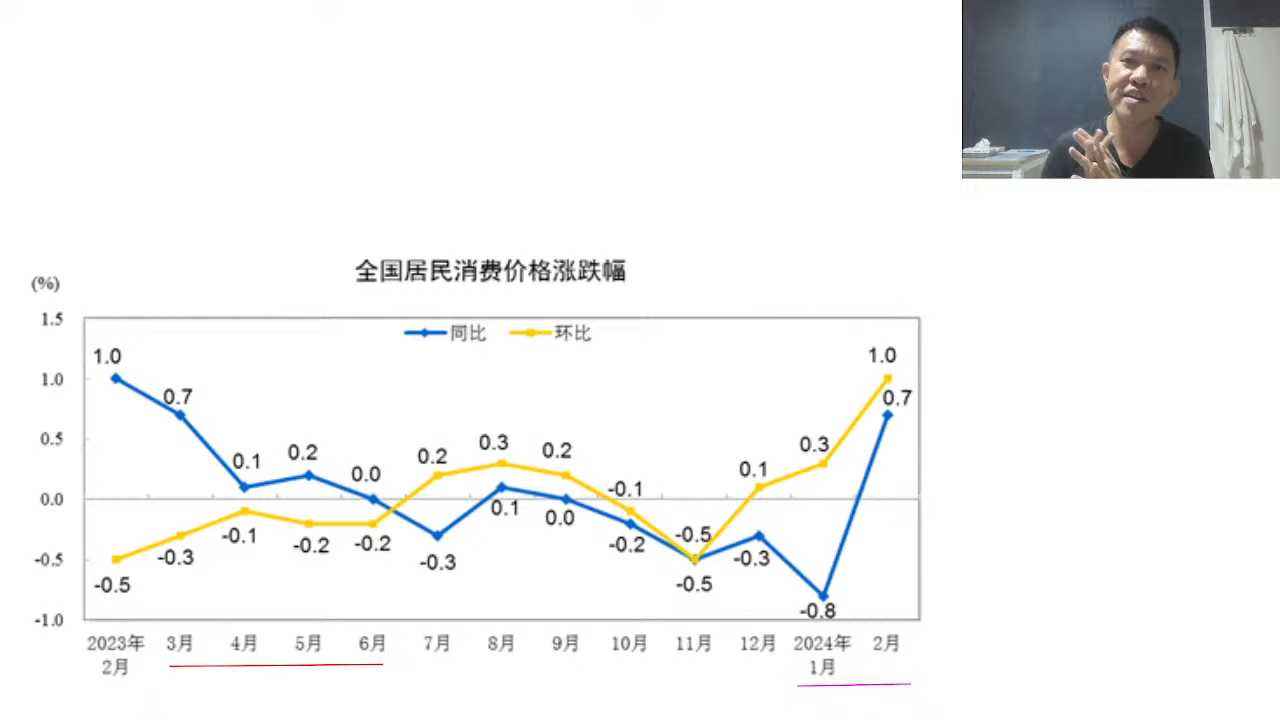 全国居民消费价格涨跌幅
(%)
同比 环比
1.5
1.0
0.5
0.0
-0.5
-1.0
1.0 0.7 0.1 0.2 0.0 -0.3 0.1 0.0 -0.2 -0.5 -0.3 -0.8 0.7
-0.5 -0.3 -0.1 -0.2 -0.2 0.2 0.3 0.2 -0.1 -0.5 0.1 0.3 1.0
2023年 3月 4月 5月 6月 7月 8月 9月 10月 11月 12月 2024年 2月
2月 1月